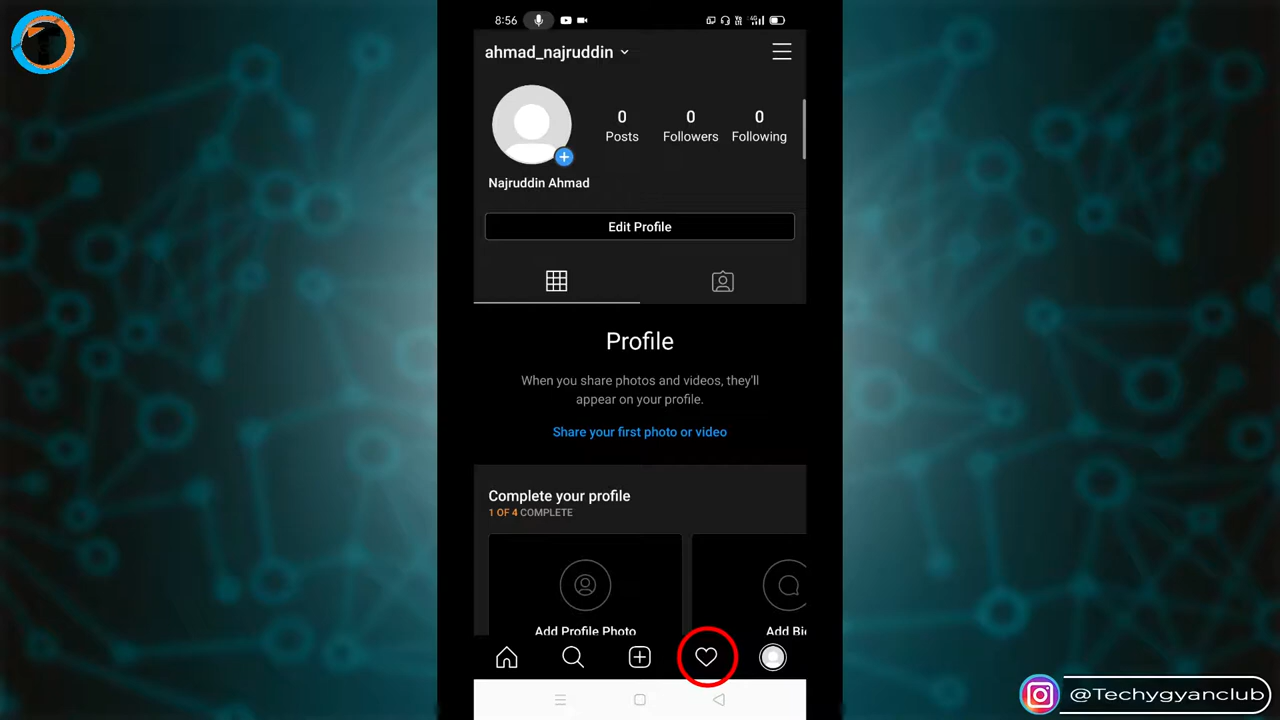 8:56
4G
ahmad_najruddin
0
Posts
0
Followers
0
Following
Najruddin Ahmad
Edit Profile
Profile
When you share photos and videos, they'll
appear on your profile.
Share your first photo or video
Complete your profile
1 OF 4 COMPLETE
Add Profile Photo
Add
@Techygyanclub